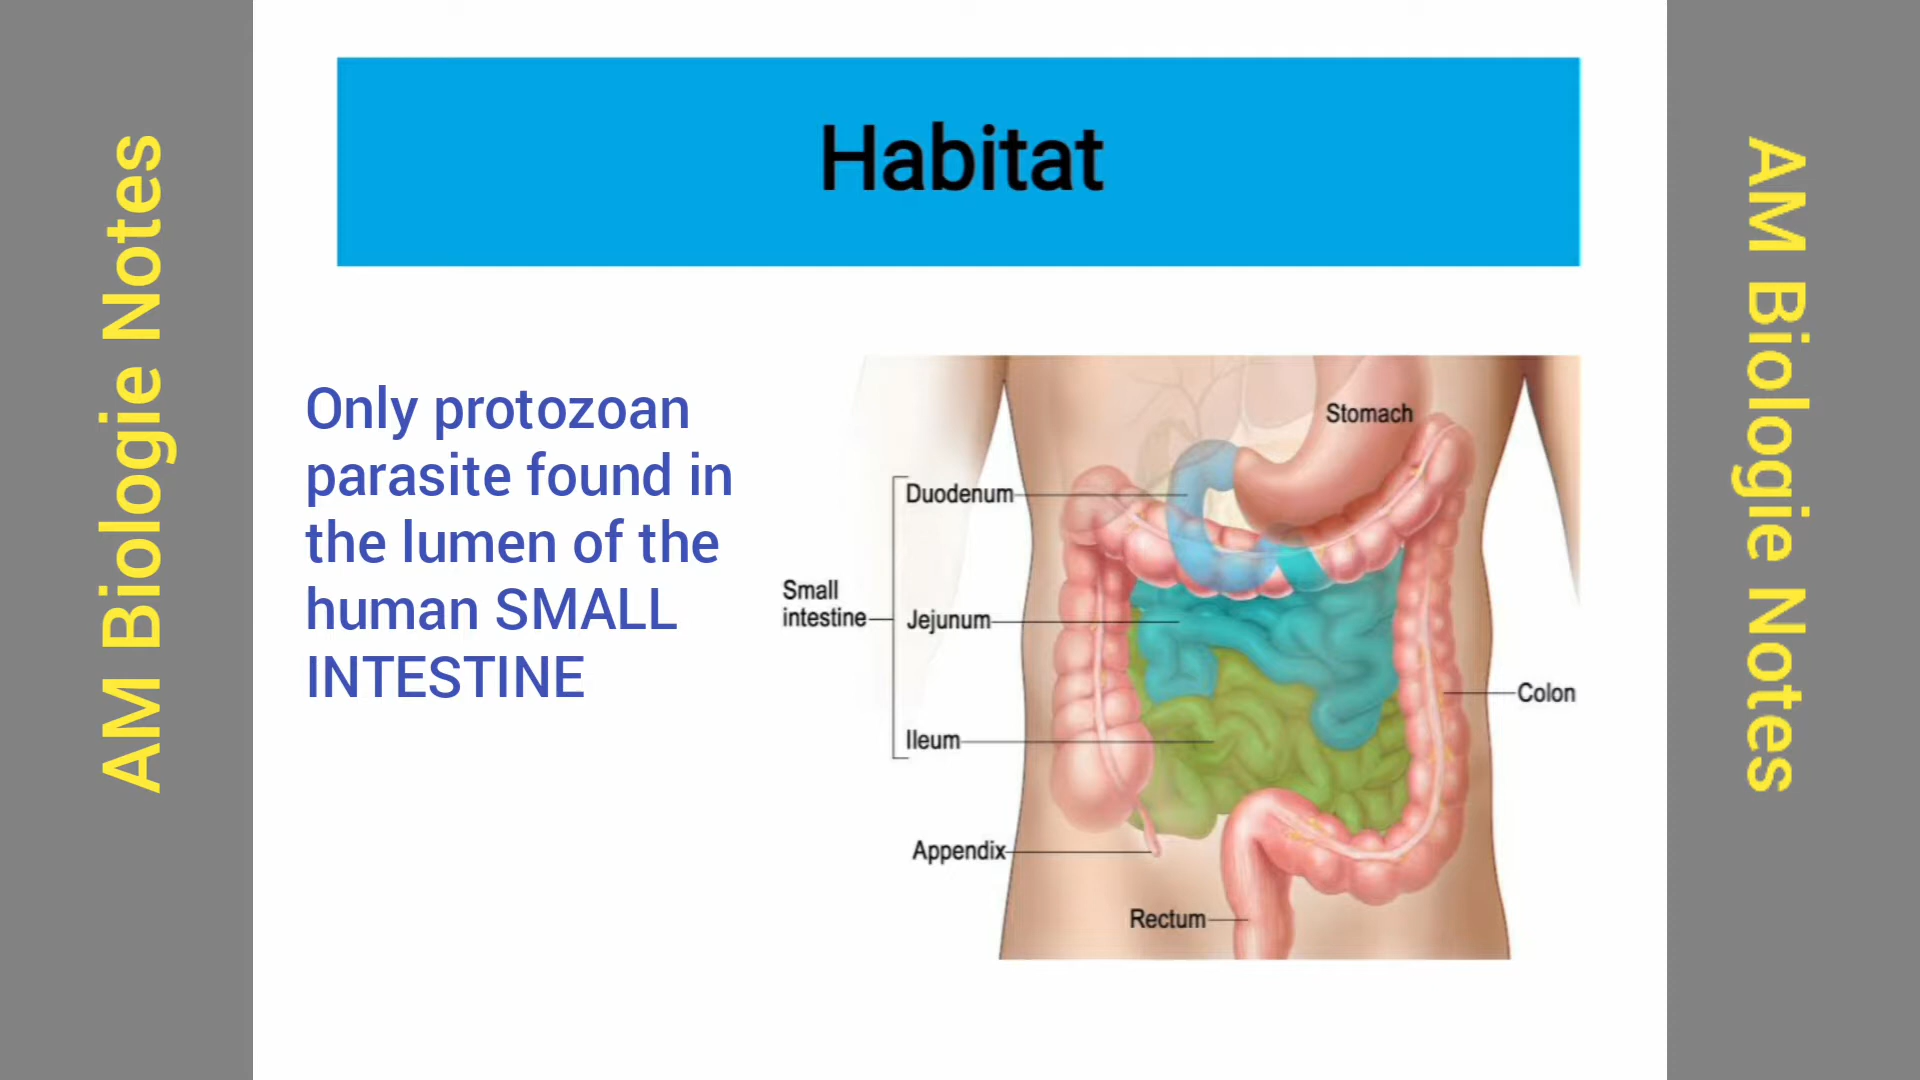 AM Biologie Notes
Habitat
Only protozoan
parasite found in
the lumen of the
human SMALL
INTESTINE
Stomach
Duodenum
Small
intestine
Jejunum
Colon
Ileum
Appendix
Rectum
AM Biologie Notes